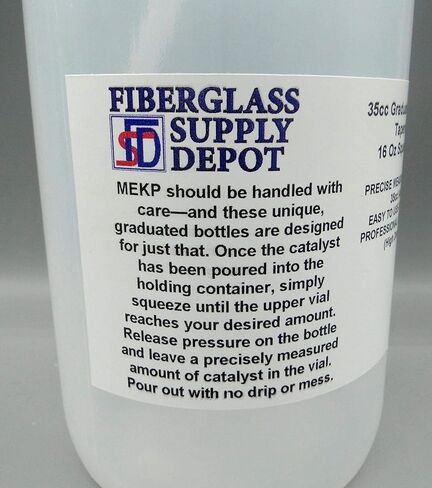 FIBERGLASS
SUPPLY
DEPOT
FSD
MEKP should be handled with
care—and these unique,
graduated bottles are designed
for just that. Once the catalyst
has been poured into the
holding container, simply
squeeze until the upper vial
reaches your desired amount.
Release pressure on the bottle
and leave a precisely measured
amount of catalyst in the vial.
Pour out with no drip or mess.
35cc
16 Oz
PRECISE
EASY TO
(High